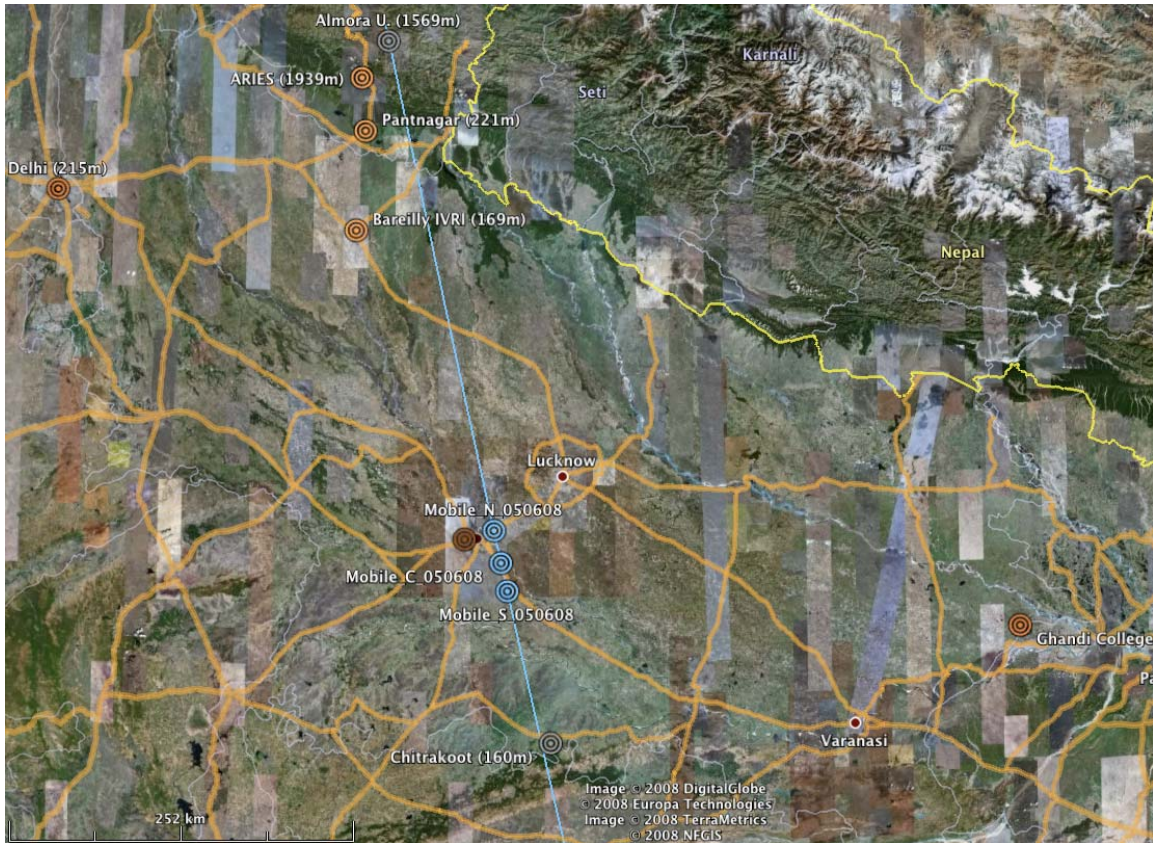 Almora U. (1569m)
Karnali
ARIES (1939m)
Seti
Pantnagar (221m)
Delhi (215m)
Bareilly IVRI (169m)
Nepal
Lucknow
Mobile_N_050608
Mobile_C_050608
Mobile_S_050608
Ghandi College
Pa
Varanasi
Chitrakoot (160m)
Image © 2008 DigitalGlobe
© 2008 Europa Technologies
Image © 2008 TerraMetrics
© 2008 NFGIS
252 km